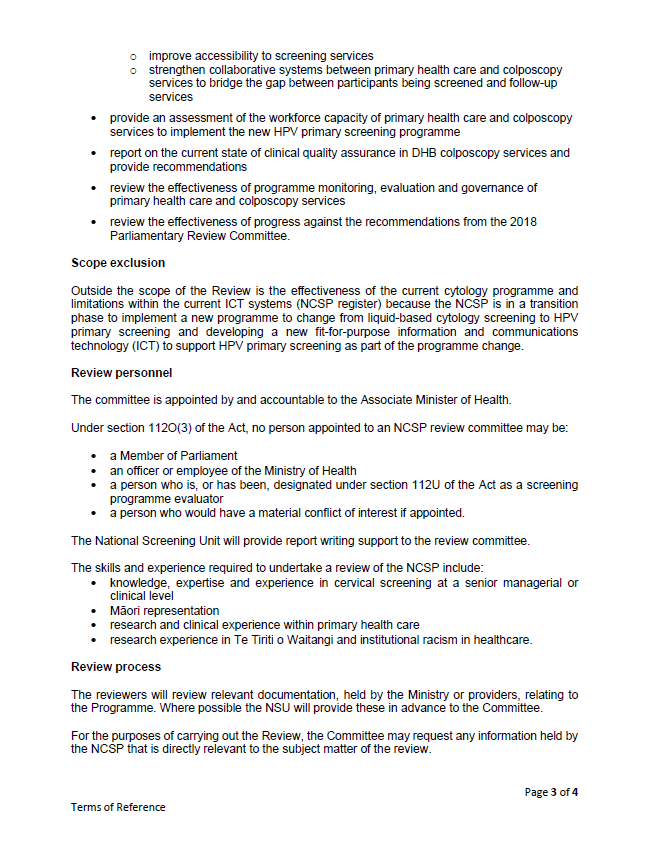 o improve accessibility to screening services
o strengthen collaborative systems between primary health care and colposcopy
services to bridge the gap between participants being screened and follow-up
services
• provide an assessment of the workforce capacity of primary health care and colposcopy
services to implement the new HPV primary screening programme
• report on the current state of clinical quality assurance in DHB colposcopy services and
provide recommendations
• review the effectiveness of programme monitoring, evaluation and governance of
primary health care and colposcopy services
• review the effectiveness of progress against the recommendations from the 2018
Parliamentary Review Committee.
Scope exclusion
Outside the scope of the Review is the effectiveness of the current cytology programme and
limitations within the current ICT systems (NCSP register) because the NCSP is in a transition
phase to implement a new programme to change from liquid-based cytology screening to HPV
primary screening and developing a new fit-for-purpose information and communications
technology (ICT) to support HPV primary screening as part of the programme change.
Review personnel
The committee is appointed by and accountable to the Associate Minister of Health.
Under section 112O(3) of the Act, no person appointed to an NCSP review committee may be:
• a Member of Parliament
• an officer or employee of the Ministry of Health
• a person who is, or has been, designated under section 112U of the Act as a screening
programme evaluator
• a person who would have a material conflict of interest if appointed.
The National Screening Unit will provide report writing support to the review committee.
The skills and experience required to undertake a review of the NCSP include:
• knowledge, expertise and experience in cervical screening at a senior managerial or
clinical level
• Māori representation
• research and clinical experience within primary health care
• research experience in Te Tiriti o Waitangi and institutional racism in healthcare.
Review process
The reviewers will review relevant documentation, held by the Ministry or providers, relating to
the Programme. Where possible the NSU will provide these in advance to the Committee.
For the purposes of carrying out the Review, the Committee may request any information held by
the NCSP that is directly relevant to the subject matter of the review.
Page 3 of 4
Terms of Reference